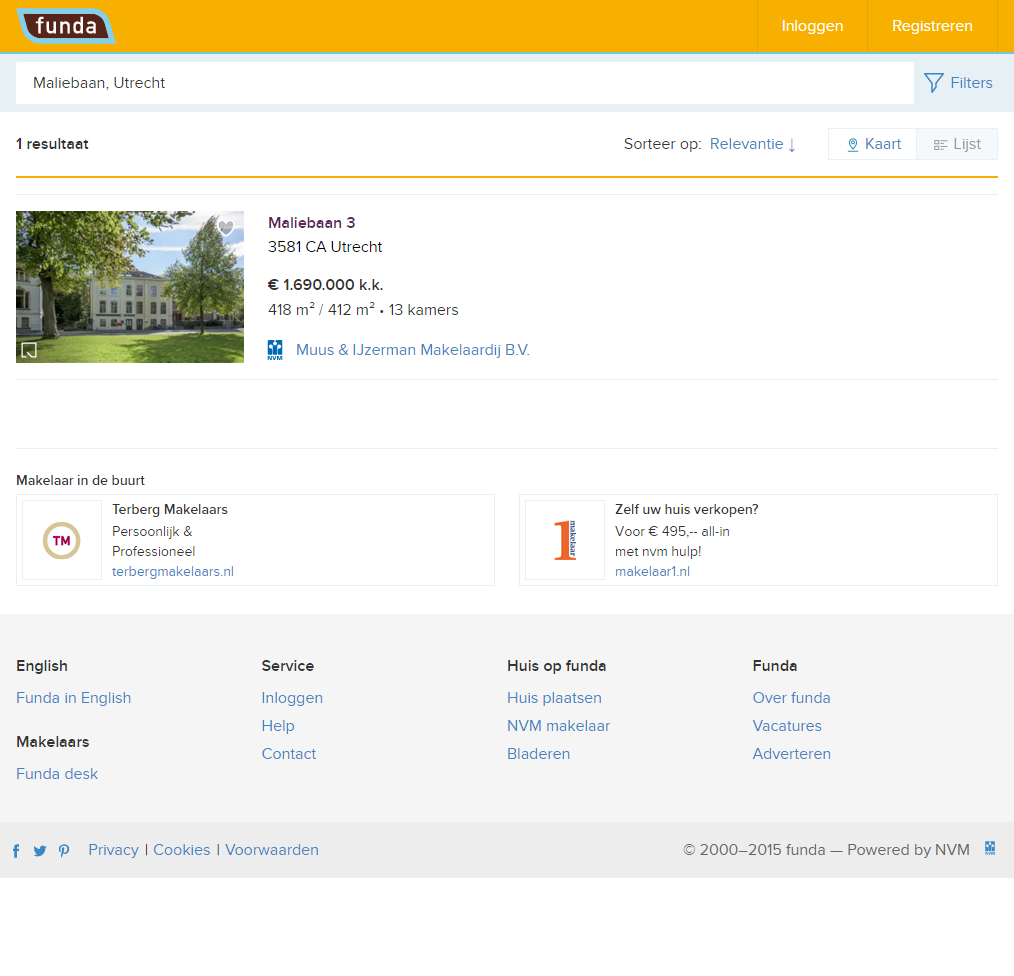 funda
Inloggen
Registreren
Maliebaan, Utrecht
Filters
1 resultaat
Sorteer op: Relevantie ↓
Kaart
Lijst
Maliebaan 3
3581 CA Utrecht
€ 1.690.000 k.k.
418 m² / 412 m² • 13 kamers
NVM
Muus & IJzerman Makelaardij B.V.
Makelaar in de buurt
TM
Terberg Makelaars
Persoonlijk &
Professioneel
terbergmakelaars.nl
1 makelaar
Zelf uw huis verkopen?
Voor € 495,-- all-in
met nvm hulp!
makelaar1.nl
English
Funda in English
Makelaars
Funda desk
Service
Inloggen
Help
Contact
Huis op funda
Huis plaatsen
NVM makelaar
Bladeren
Funda
Over funda
Vacatures
Adverteren
Privacy | Cookies | Voorwaarden
© 2000–2015 funda — Powered by NVM
NVM